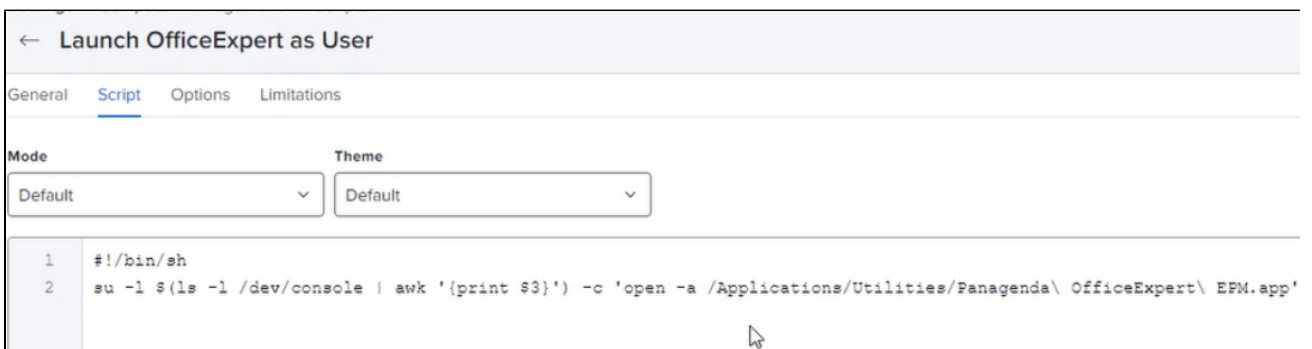 ← Launch OfficeExpert as User
General Script Options Limitations
Mode Theme
Default Default
1 #!/bin/sh
2 su -l $(ls -l /dev/console | awk '{print $3}') -c 'open -a /Applications/Utilities/Panagenda\ OfficeExpert\ EPM.app'